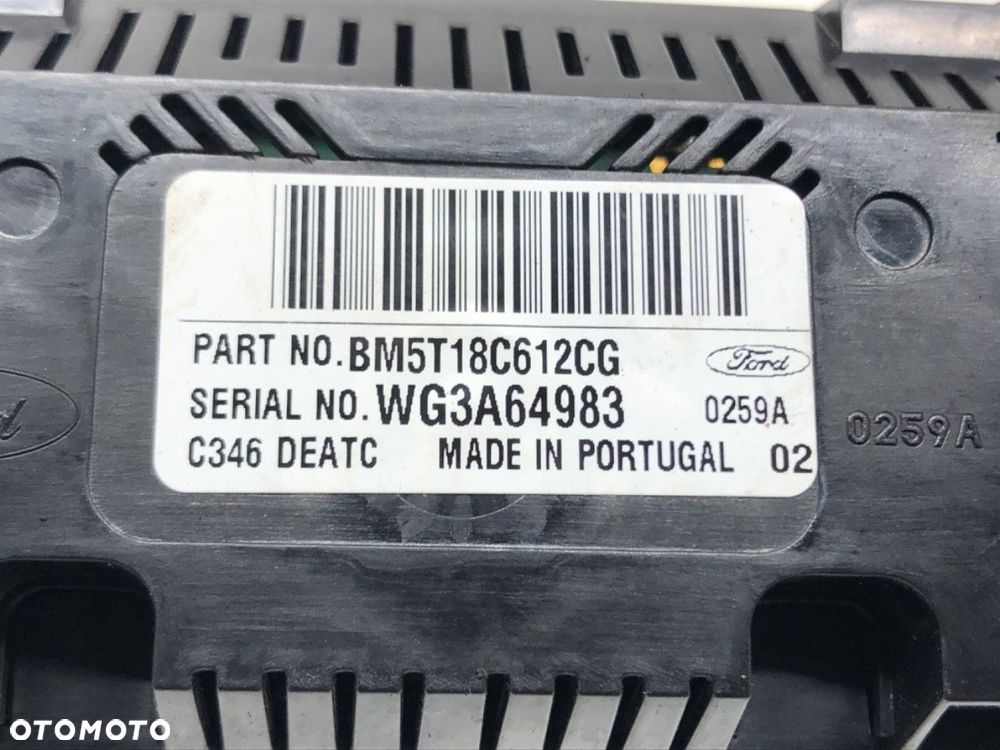 PART NO. BM5T18C612CG
Ford
SERIAL NO. WG3A64983
0259A
C346 DEATC MADE IN PORTUGAL 02
0259A
OTOMOTO